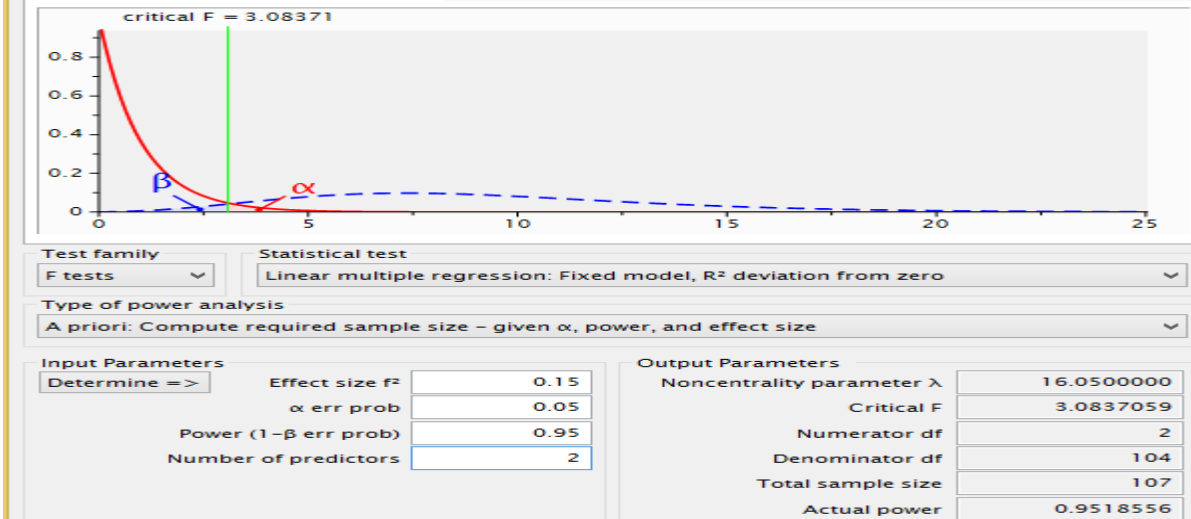 critical F = 3.08371
0.8
0.6
0.4
0.2
0
β
α
0 5 10 15 20 25
Test family Statistical test
F tests Linear multiple regression: Fixed model, R² deviation from zero
Type of power analysis
A priori: Compute required sample size – given α, power, and effect size
Input Parameters Output Parameters
Determine => Effect size f² 0.15 Noncentrality parameter λ 16.0500000
α err prob 0.05 Critical F 3.0837059
Power (1-β err prob) 0.95 Numerator df 2
Number of predictors 2 Denominator df 104
Total sample size 107
Actual power 0.9518556